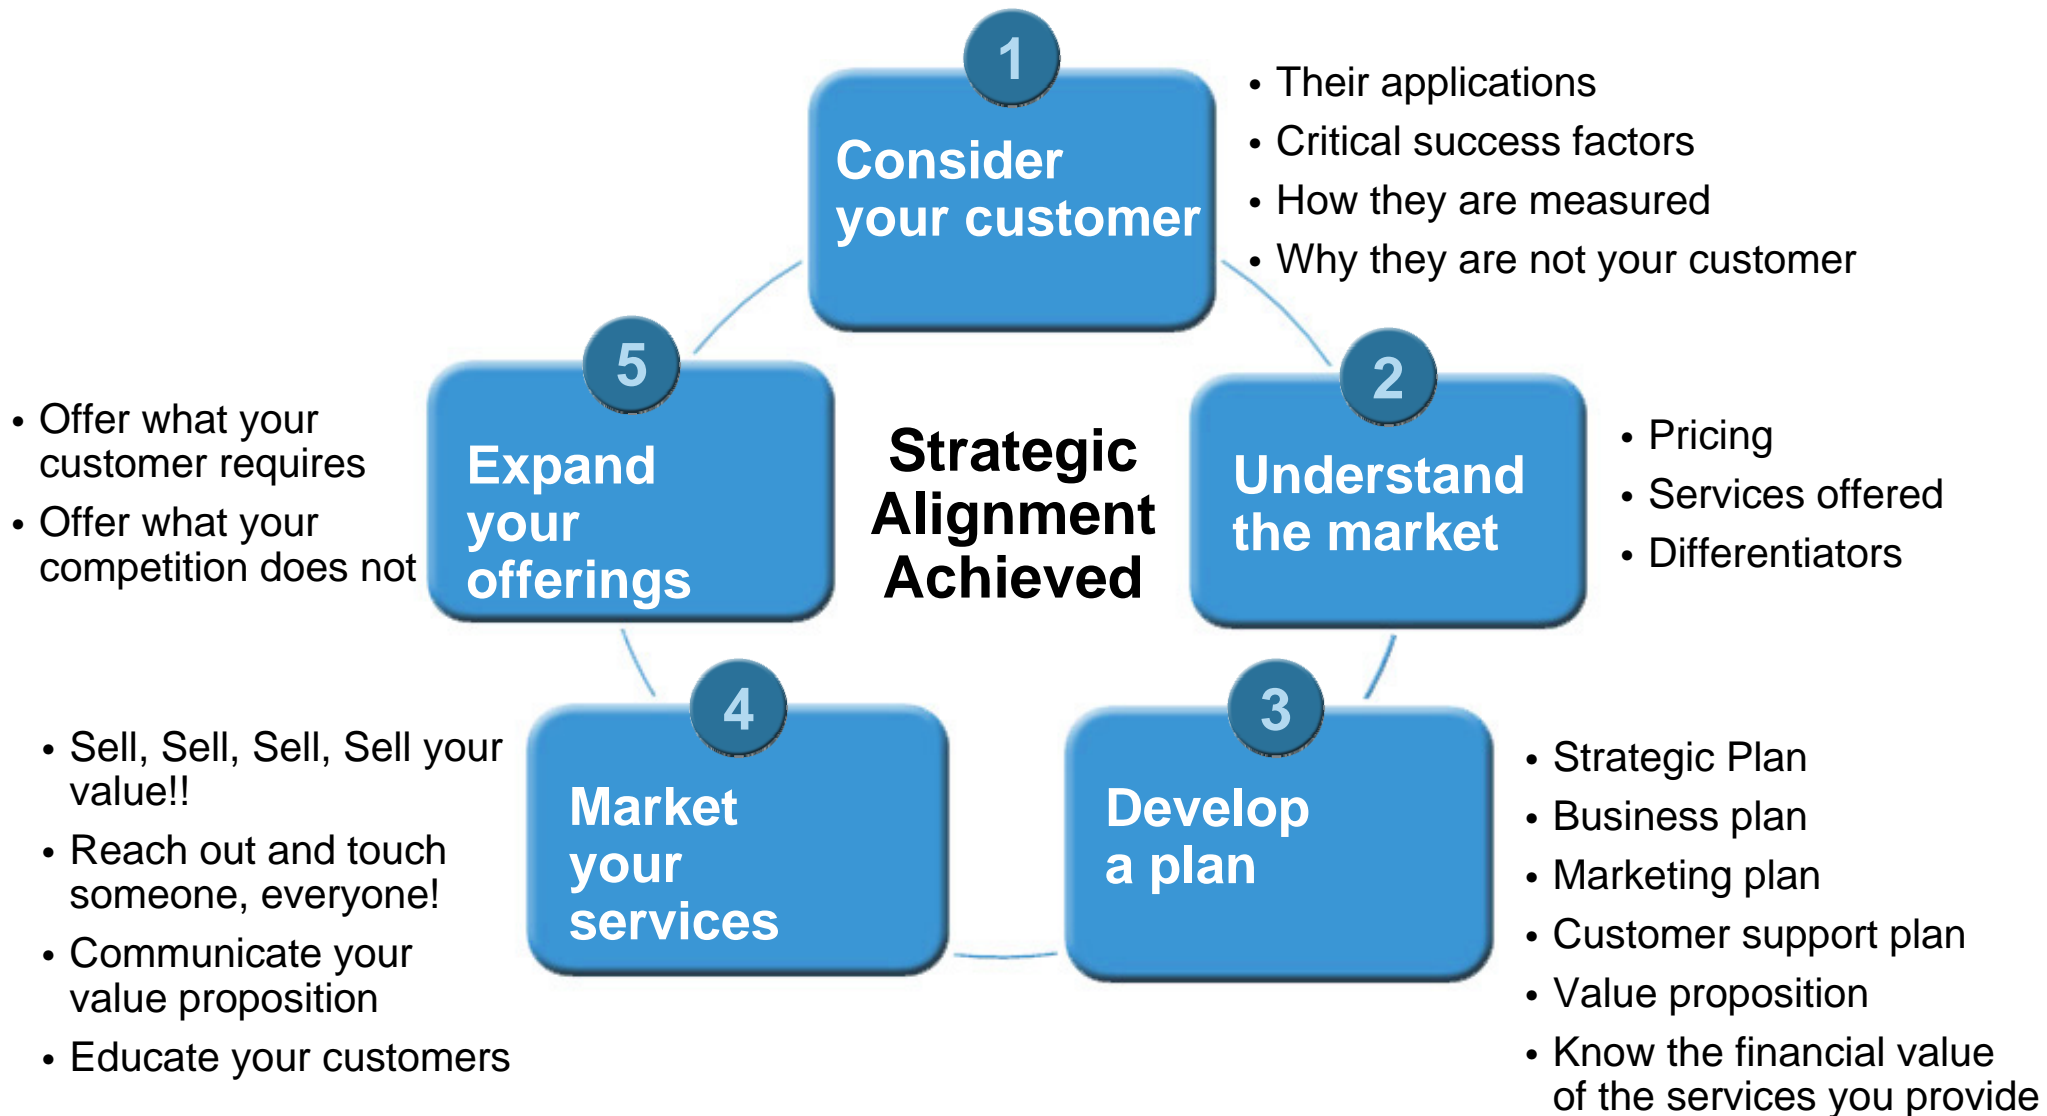 1
Consider
your customer
• Their applications
• Critical success factors
• How they are measured
• Why they are not your customer
2
Understand
the market
• Pricing
• Services offered
• Differentiators
3
Develop
a plan
• Strategic Plan
• Business plan
• Marketing plan
• Customer support plan
• Value proposition
• Know the financial value
of the services you provide
4
Market
your
services
• Sell, Sell, Sell, Sell your
value!!
• Reach out and touch
someone, everyone!
• Communicate your
value proposition
• Educate your customers
5
Expand
your
offerings
• Offer what your
customer requires
• Offer what your
competition does not
Strategic
Alignment
Achieved